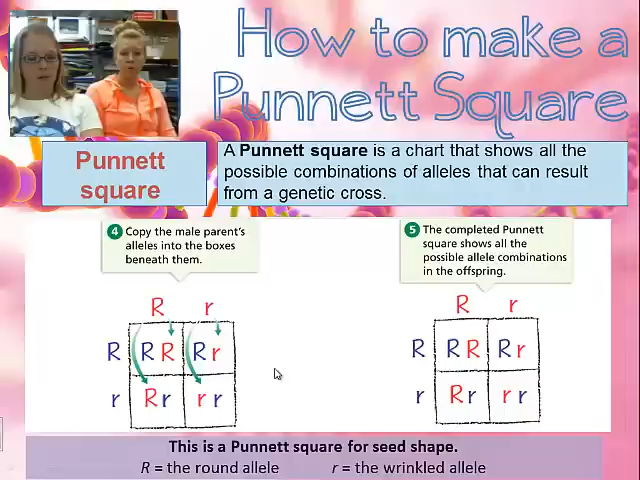 How to make a
Punnett Square
Punnett
square
A Punnett square is a chart that shows all the
possible combinations of alleles that can result
from a genetic cross.
4 Copy the male parent's
alleles into the boxes
beneath them.
R r
R R R R r
r R r r r
5 The completed Punnett
square shows all the
possible allele combinations
in the offspring.
R r
R R R R r
r R r r r
This is a Punnett square for seed shape.
R = the round allele r = the wrinkled allele